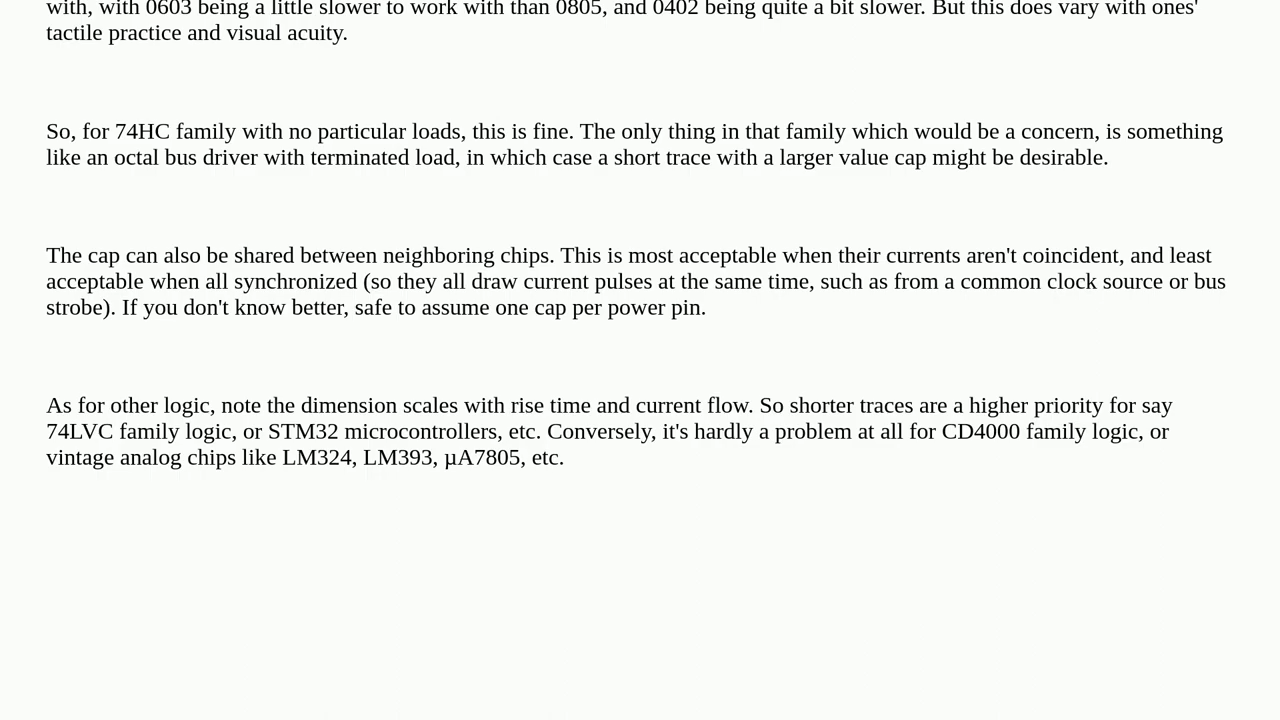 with, with 0603 being a little slower to work with than 0805, and 0402 being quite a bit slower. But this does vary with ones'
tactile practice and visual acuity.
So, for 74HC family with no particular loads, this is fine. The only thing in that family which would be a concern, is something
like an octal bus driver with terminated load, in which case a short trace with a larger value cap might be desirable.
The cap can also be shared between neighboring chips. This is most acceptable when their currents aren't coincident, and least
acceptable when all synchronized (so they all draw current pulses at the same time, such as from a common clock source or bus
strobe). If you don't know better, safe to assume one cap per power pin.
As for other logic, note the dimension scales with rise time and current flow. So shorter traces are a higher priority for say
74LVC family logic, or STM32 microcontrollers, etc. Conversely, it's hardly a problem at all for CD4000 family logic, or
vintage analog chips like LM324, LM393, µA7805, etc.